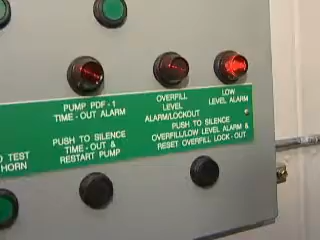 PUMP PDF-1
TIME-OUT ALARM
OVERFILL
LEVEL
ALARM/LOCKOUT
LOW
LEVEL ALARM
PUSH TO SILENCE
TIME-OUT &
RESTART PUMP
PUSH TO SILENCE
OVERFILL/LOW LEVEL ALARM &
RESET OVERFILL LOCK-OUT
TEST
HORN